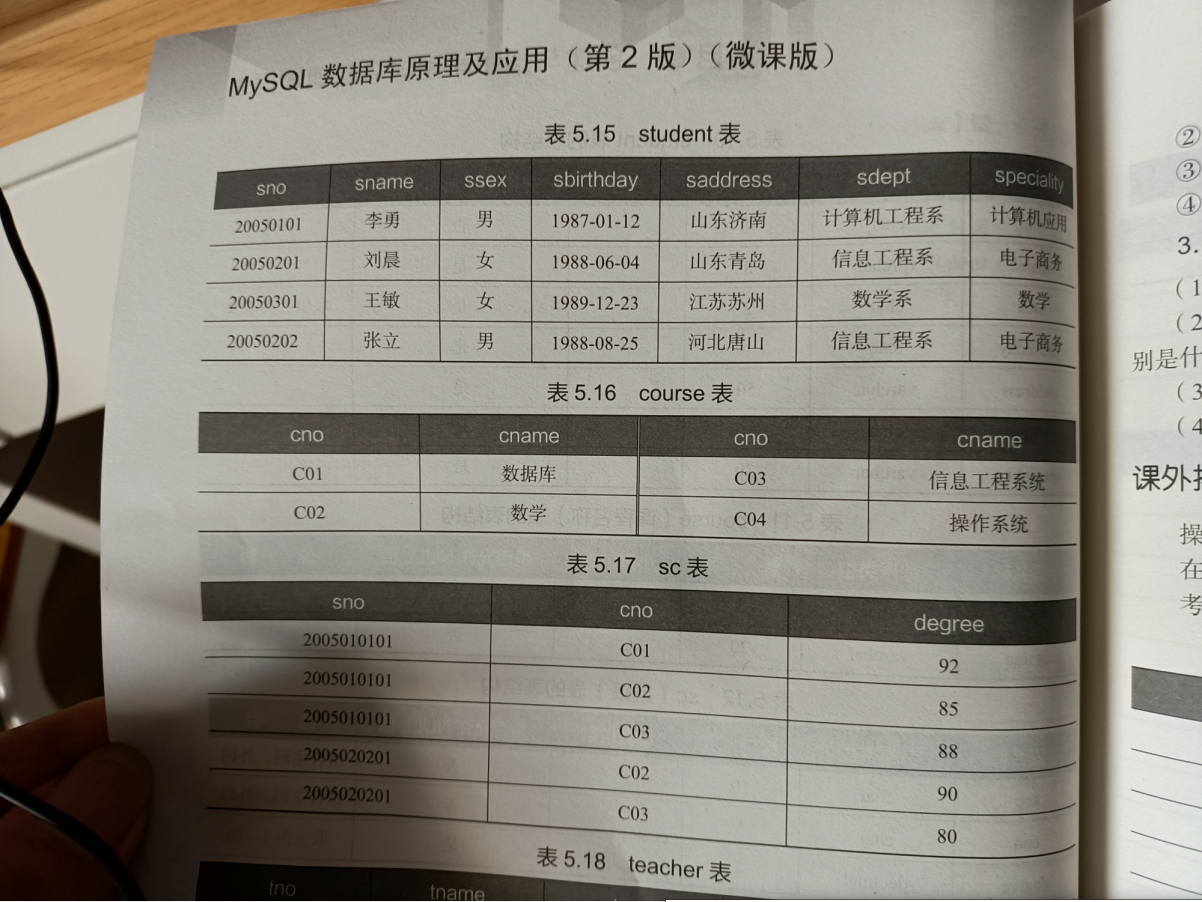 MySQL 数据库原理及应用（第 2 版）（微课版）
表 5.15 student 表
sno sname ssex sbirthday saddress sdept speciality
20050101 李勇 男 1987-01-12 山东济南 计算机工程系 计算机应用
20050201 刘晨 女 1988-06-04 山东青岛 信息工程系 电子商务
20050301 王敏 女 1989-12-23 江苏苏州 数学系 数学
20050202 张立 男 1988-08-25 河北唐山 信息工程系 电子商务
表 5.16 course 表
cno cname cno cname
C01 数据库 C03 信息工程系统
C02 数学 C04 操作系统
表 5.17 sc 表
sno cno degree
2005010101 C01 92
2005010101 C02 85
2005010101 C03 88
2005020201 C02 90
2005020201 C03 80
表 5.18 teacher 表
tno tname
②
③
④
3.
（1
（2
别是什
（3
（4
课外
操
在
考